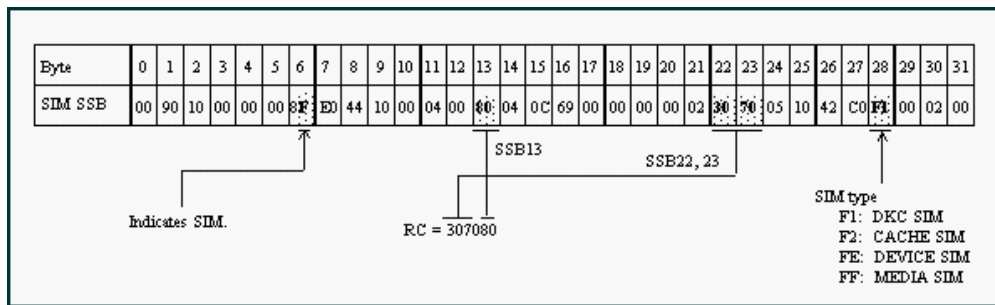 Byte 0 1 2 3 4 5 6 7 8 9 10 11 12 13 14 15 16 17 18 19 20 21 22 23 24 25 26 27 28 29 30 31
SIM SSB 00 90 10 00 00 00 8F E0 44 10 00 04 00 80 04 0C 69 00 00 00 00 02 30 70 05 10 42 C0 F1 00 02 00
SSB13
SSB22, 23
Indicates SIM.
RC = 307080
SIM type
F1: DKC SIM
F2: CACHE SIM
FE: DEVICE SIM
FF: MEDIA SIM